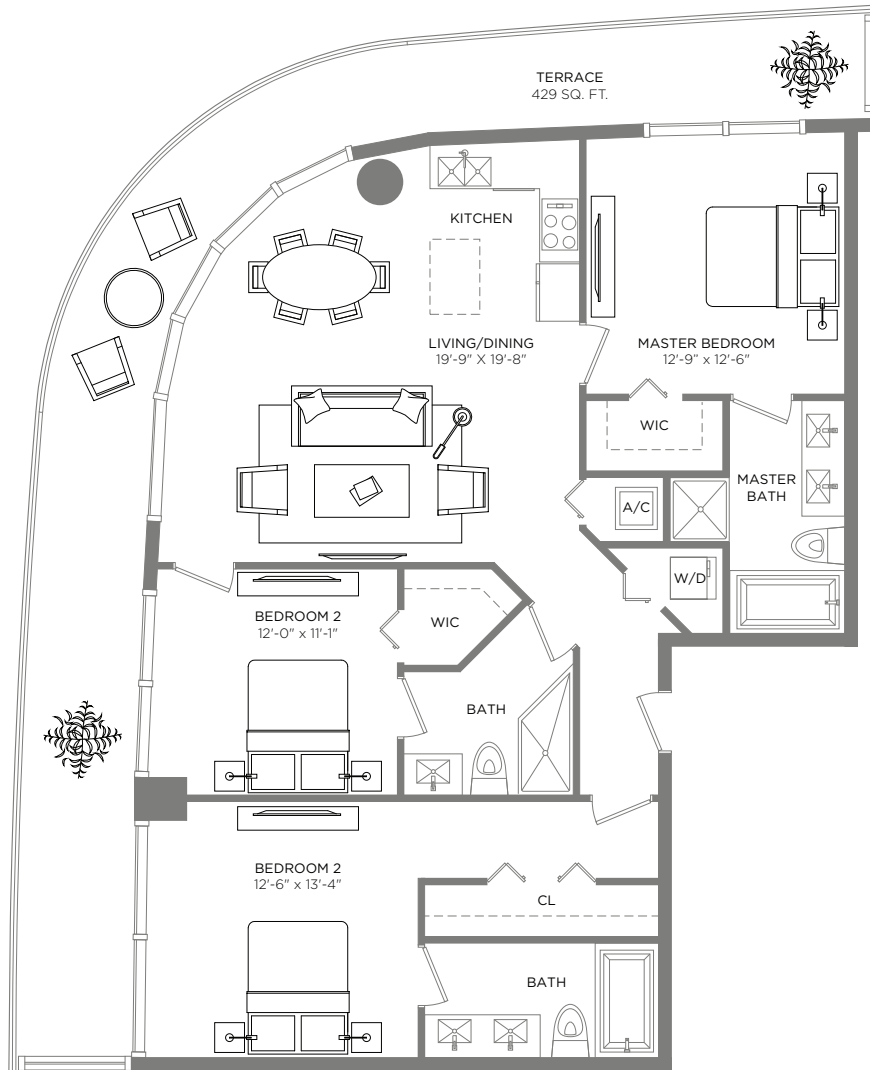 TERRACE
429 SQ. FT.
KITCHEN
LIVING/DINING
19'-9" X 19'-8"
MASTER BEDROOM
12'-9" x 12'-6"
WIC
MASTER
BATH
A/C
W/D
BEDROOM 2
12'-0" x 11'-1"
WIC
BATH
BEDROOM 2
12'-6" x 13'-4"
CL
BATH